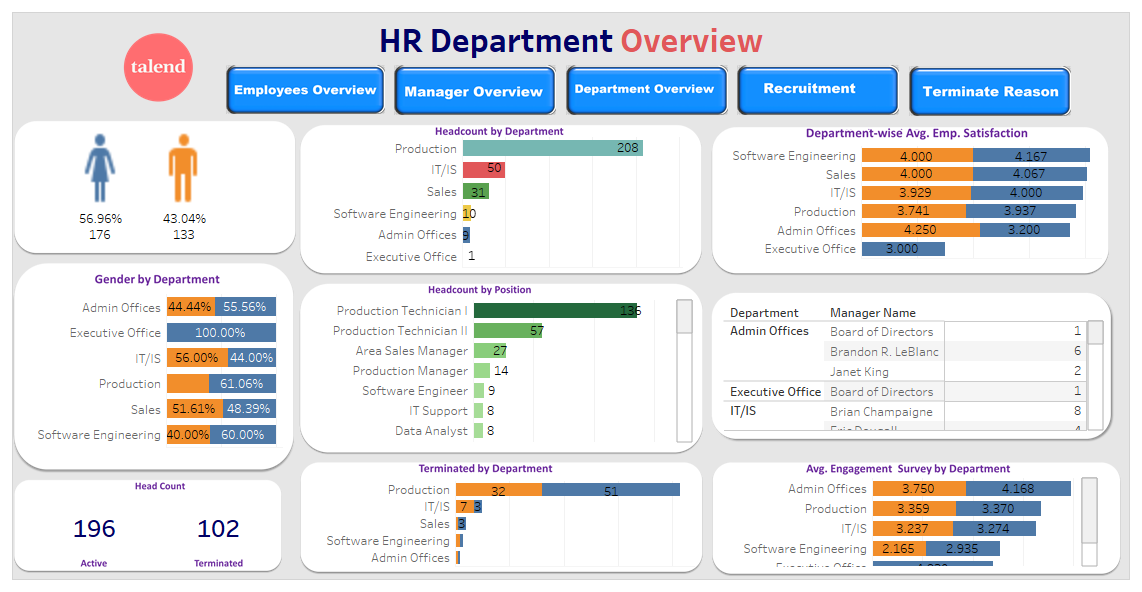 HR Department Overview
talend
Employees Overview
Manager Overview
Department Overview
Recruitment
Terminate Reason
56.96% 43.04%
176 133
Gender by Department
Admin Offices 44.44% 55.56%
Executive Office 100.00%
IT/IS 56.00% 44.00%
Production 61.06%
Sales 51.61% 48.39%
Software Engineering 40.00% 60.00%
Head Count
196 102
Active Terminated
Headcount by Department
Production 208
IT/IS 50
Sales 31
Software Engineering 10
Admin Offices 9
Executive Office 1
Headcount by Position
Production Technician I 136
Production Technician II 57
Area Sales Manager 27
Production Manager 14
Software Engineer 9
IT Support 8
Data Analyst 8
Terminated by Department
Production 32 51
IT/IS 7 3
Sales 3
Software Engineering
Admin Offices
Department-wise Avg. Emp. Satisfaction
Software Engineering 4.000 4.167
Sales 4.000 4.067
IT/IS 3.929 4.000
Production 3.741 3.937
Admin Offices 4.250 3.200
Executive Office 3.000
Department Manager Name
Admin Offices Board of Directors 1
Brandon R. LeBlanc 6
Janet King 2
Executive Office Board of Directors 1
IT/IS Brian Champaigne 8
Avg. Engagement Survey by Department
Admin Offices 3.750 4.168
Production 3.359 3.370
IT/IS 3.237 3.274
Software Engineering 2.165 2.935
Executive Office